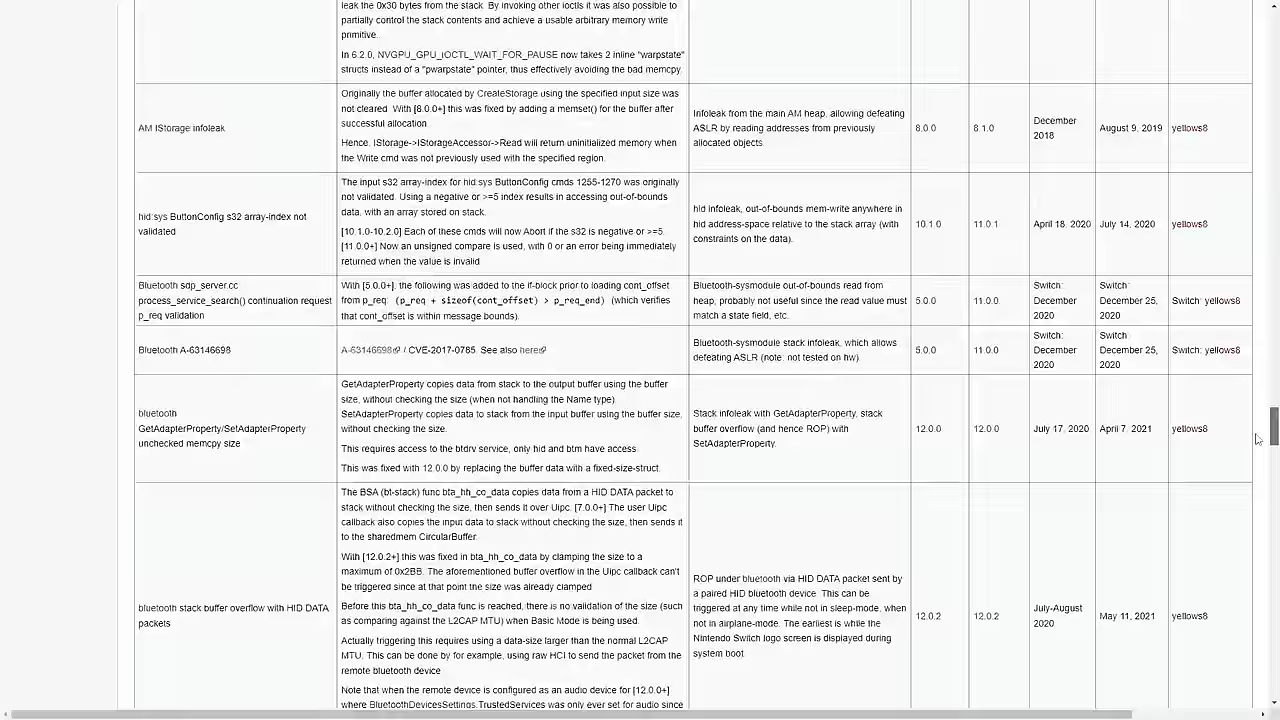 leak the 0x30 bytes from the stack. By invoking other ioctls it was also possible to
partially control the stack contents and achieve a usable arbitrary memory write
primitive.
In 6.2.0, NVGPU_GPU_IOCTL_WAIT_FOR_PAUSE now takes 2 inline "warpstate"
structs instead of a "pwarpstate" pointer, thus effectively avoiding the bad memcpy.
AM IStorage infoleak
Originally the buffer allocated by CreateStorage using the specified input size was
not cleared. With [8.0.0+] this was fixed by adding a memset() for the buffer after
successful allocation.
Hence, IStorage->IStorageAccessor->Read will return uninitialized memory when
the Write cmd was not previously used with the specified region.
Infoleak from the main AM heap, allowing defeating
ASLR by reading addresses from previously
allocated objects.
8.0.0
8.1.0
December
2018
August 9, 2019
yellows8
hid:sys ButtonConfig s32 array-index not
validated
The input s32 array-index for hid:sys ButtonConfig cmds 1255-1270 was originally
not validated. Using a negative or >=5 index results in accessing out-of-bounds
data, with an array stored on stack.
[10.1.0-10.2.0] Each of these cmds will now Abort if the s32 is negative or >=5.
[11.0.0+] Now an unsigned compare is used, with 0 or an error being immediately
returned when the value is invalid
hid infoleak, out-of-bounds mem-write anywhere in
hid address-space relative to the stack array (with
constraints on the data).
10.1.0
11.0.1
April 18, 2020
July 14, 2020
yellows8
Bluetooth sdp_server.cc
process_service_search() continuation request
p_req validation
With [5.0.0+], the following was added to the if-block prior to loading cont_offset
from p_req: (p_req + sizeof(cont_offset) > p_req_end) (which verifies
that cont_offset is within message bounds).
Bluetooth-sysmodule out-of-bounds read from
heap, probably not useful since the read value must
match a state field, etc.
5.0.0
11.0.0
Switch:
December
2020
Switch:
December 25,
2020
Switch: yellows8
Bluetooth A-63146698
A-63146698 / CVE-2017-0785. See also here
Bluetooth-sysmodule stack infoleak, which allows
defeating ASLR (note: not tested on hw).
5.0.0
11.0.0
Switch:
December
2020
Switch:
December 25,
2020
Switch: yellows8
bluetooth
GetAdapterProperty/SetAdapterProperty
unchecked memcpy size
GetAdapterProperty copies data from stack to the output buffer using the buffer
size, without checking the size (when not handling the Name type).
SetAdapterProperty copies data to stack from the input buffer using the buffer size,
without checking the size.
This requires access to the btdrv service, only hid and btm have access.
This was fixed with 12.0.0 by replacing the buffer data with a fixed-size-struct.
Stack infoleak with GetAdapterProperty, stack
buffer overflow (and hence ROP) with
SetAdapterProperty.
12.0.0
12.0.0
July 17, 2020
April 7, 2021
yellows8
bluetooth stack buffer overflow with HID DATA
packets
The BSA (bt-stack) func bta_hh_co_data copies data from a HID DATA packet to
stack without checking the size, then sends it over Uipc. [7.0.0+] The user Uipc
callback also copies the input data to stack without checking the size, then sends it
to the sharedmem CircularBuffer.
With [12.0.2+] this was fixed in bta_hh_co_data by clamping the size to a
maximum of 0x2BB. The aforementioned buffer overflow in the Uipc callback can't
be triggered since at that point the size was already clamped
Before this bta_hh_co_data func is reached, there is no validation of the size (such
as comparing against the L2CAP MTU) when Basic Mode is being used.
Actually triggering this requires using a data-size larger than the normal L2CAP
MTU. This can be done by for example, using raw HCI to send the packet from the
remote bluetooth device
Note that when the remote device is configured as an audio device for [12.0.0+]
where BluetoothDevicesSettings.TrustedServices was only ever set for audio since
ROP under bluetooth via HID DATA packet sent by
a paired HID bluetooth device. This can be
triggered at any time while not in sleep-mode, when
not in airplane-mode. The earliest is while the
Nintendo Switch logo screen is displayed during
system boot.
12.0.2
12.0.2
July-August
2020
May 11, 2021
yellows8